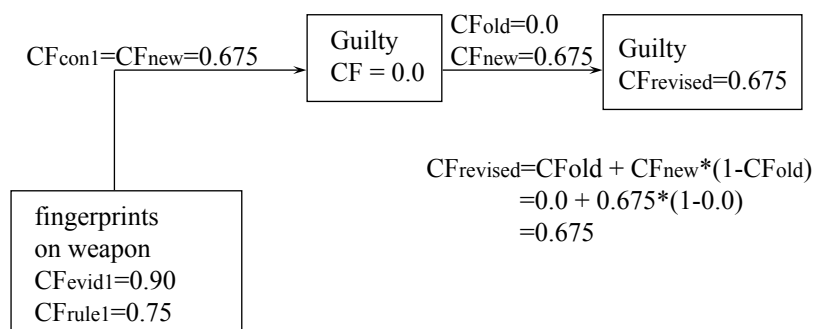 CFcon1=CFnew=0.675
Guilty
CF = 0.0
CFold=0.0
CFnew=0.675
Guilty
CFrevised=0.675
CFrevised=CFold + CFnew*(1-CFold)
=0.0 + 0.675*(1-0.0)
=0.675
fingerprints
on weapon
CFevid1=0.90
CFrule1=0.75